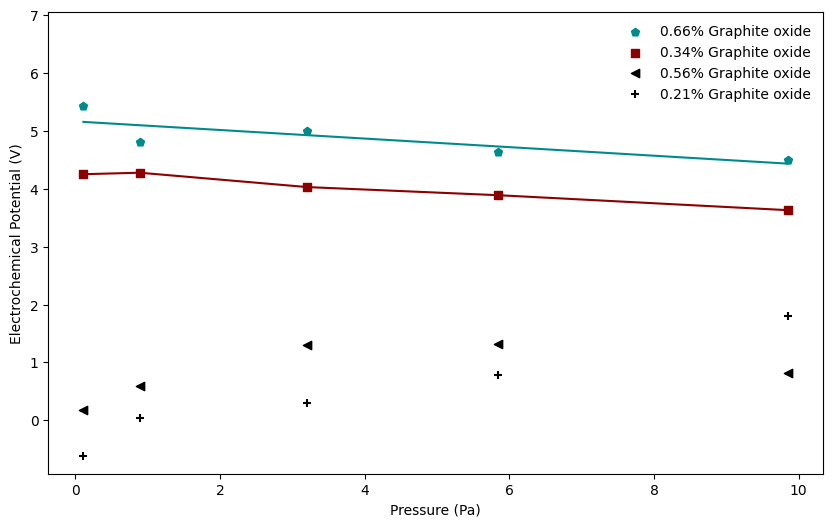 7
6
5
4
3
2
1
0
Electrochemical Potential (V)
0.66% Graphite oxide
0.34% Graphite oxide
0.56% Graphite oxide
0.21% Graphite oxide
0 2 4 6 8 10
Pressure (Pa)